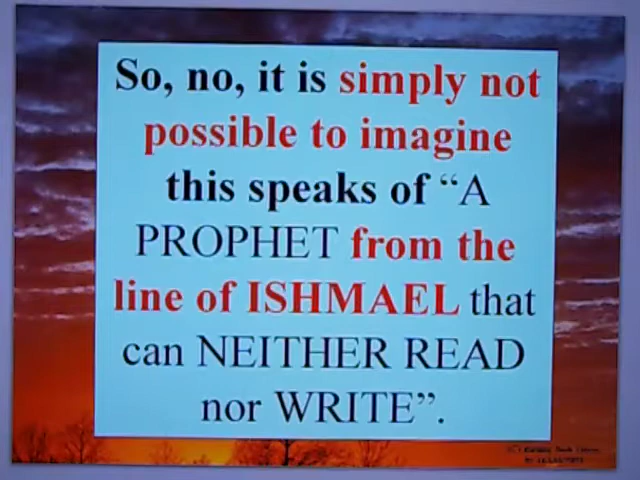 So, no, it is simply not
possible to imagine
this speaks of “A
PROPHET from the
line of ISHMAEL that
can NEITHER READ
nor WRITE”.